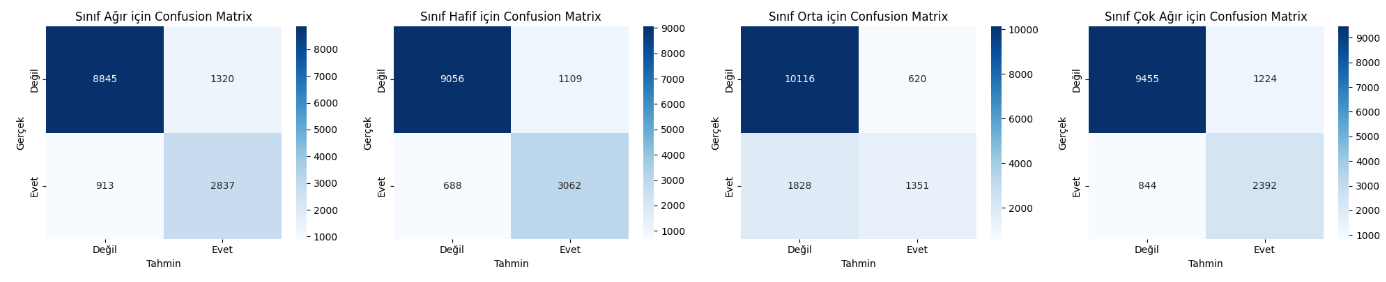 Sınıf Ağır için Confusion Matrix
8845 1320
913 2837
Değil
Evet
Gerçek
Değil Evet
Tahmin
8000
7000
6000
5000
4000
3000
2000
1000
Sınıf Hafif için Confusion Matrix
9056 1109
688 3062
Değil
Evet
Gerçek
Değil Evet
Tahmin
9000
8000
7000
6000
5000
4000
3000
2000
1000
Sınıf Orta için Confusion Matrix
10116 620
1828 1351
Değil
Evet
Gerçek
Değil Evet
Tahmin
10000
8000
6000
4000
2000
Sınıf Çok Ağır için Confusion Matrix
9455 1224
844 2392
Değil
Evet
Gerçek
Değil Evet
Tahmin
9000
8000
7000
6000
5000
4000
3000
2000
1000